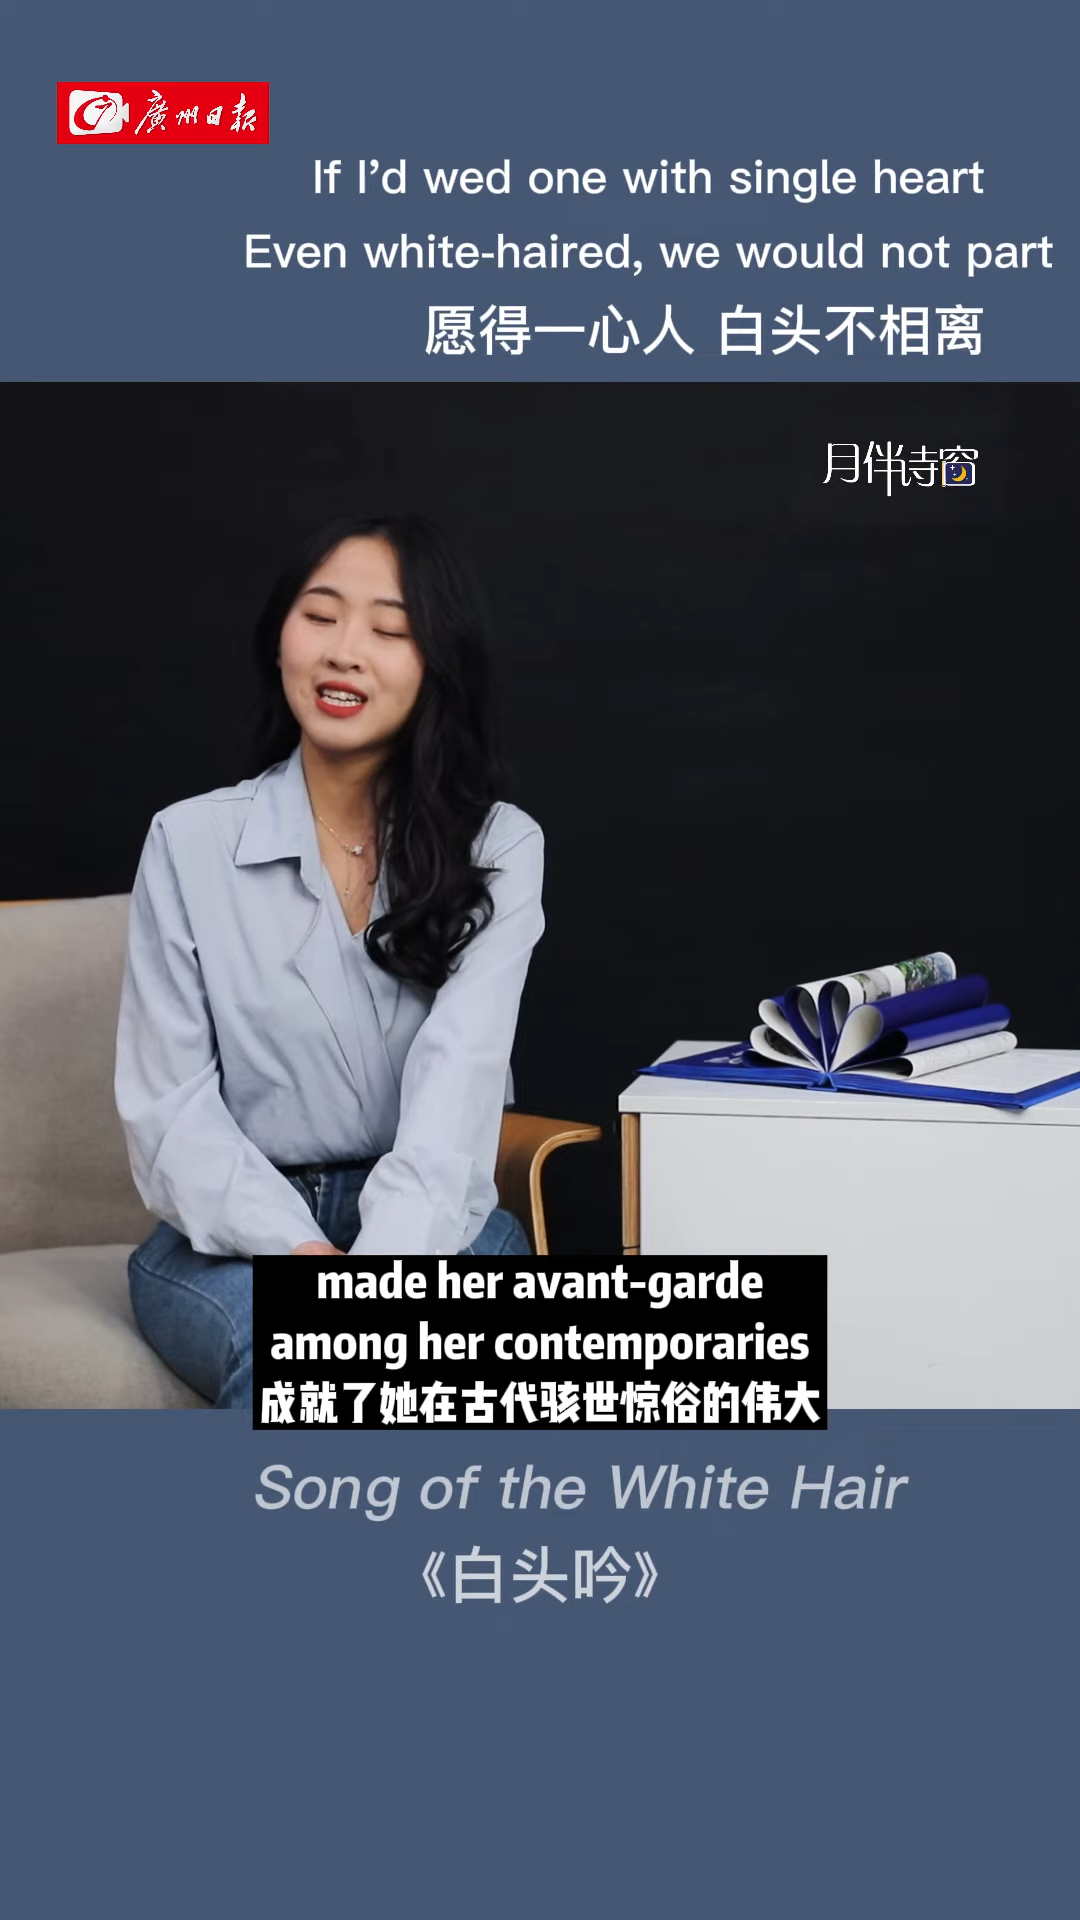 廣州日報
If I’d wed one with single heart
Even white-haired, we would not part
愿得一心人 白头不相离
月伴诗窗
made her avant-garde
among her contemporaries
成就了她在古代骇世惊俗的伟大
Song of the White Hair
《白头吟》